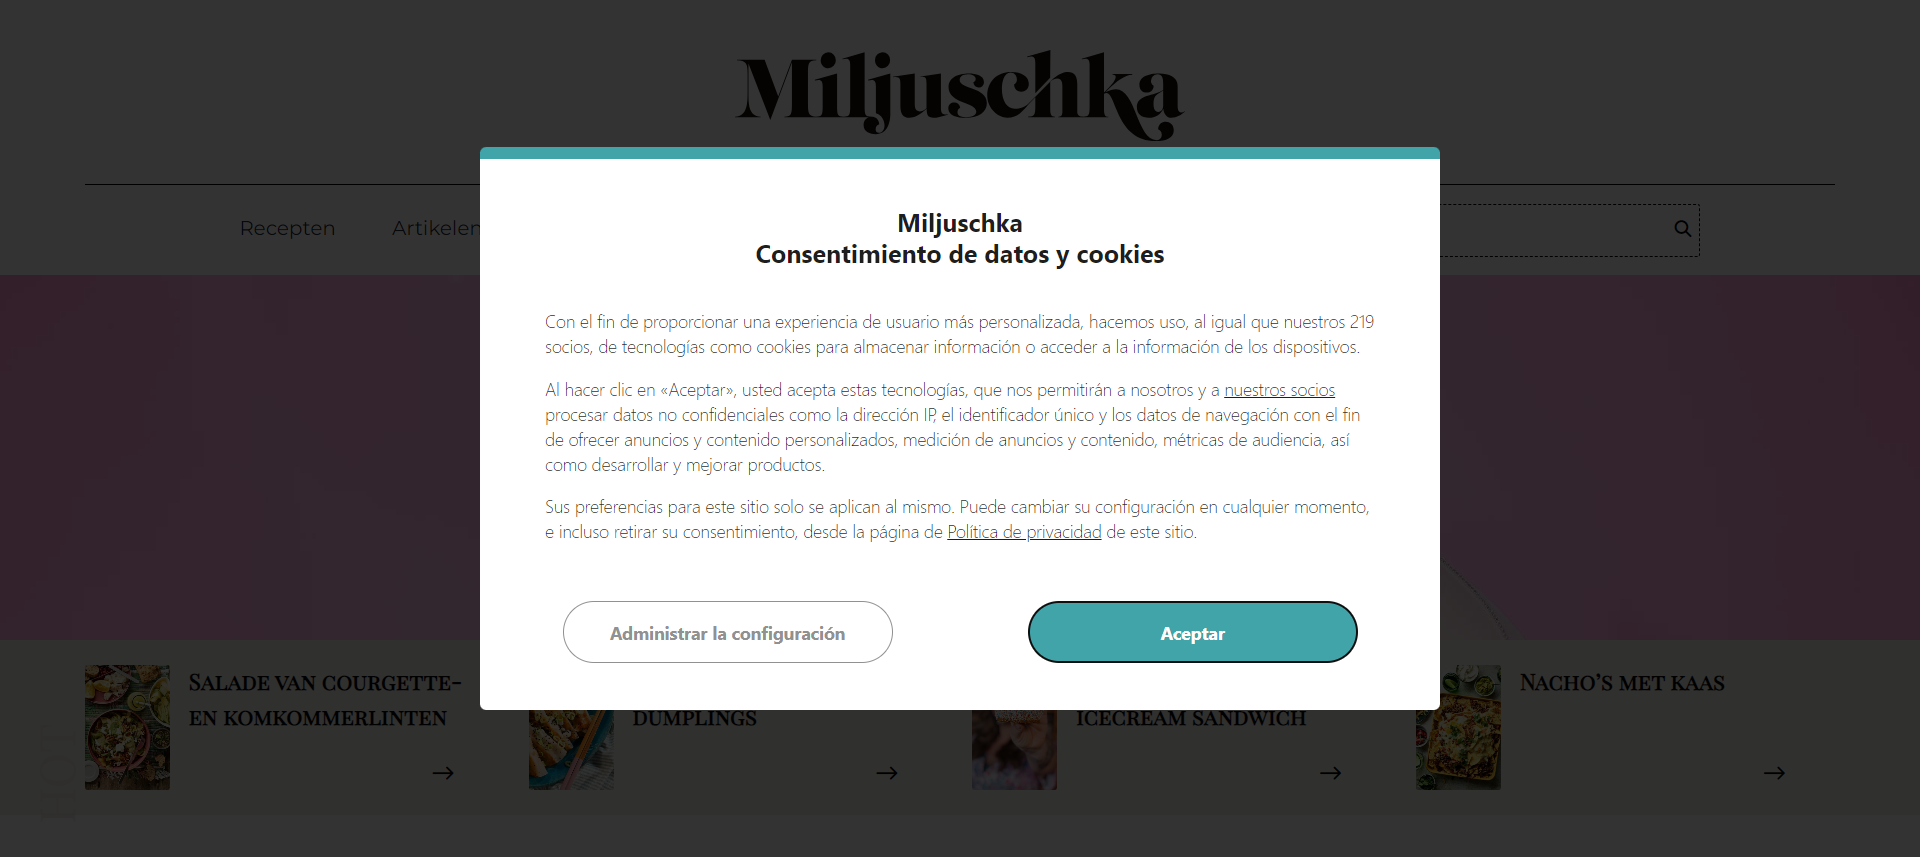 Miljuschka
Recepten
Artikelen
Miljuschka
Consentimiento de datos y cookies
Con el fin de proporcionar una experiencia de usuario más personalizada, hacemos uso, al igual que nuestros 219
socios, de tecnologías como cookies para almacenar información o acceder a la información de los dispositivos.
Al hacer clic en «Aceptar», usted acepta estas tecnologías, que nos permitirán a nosotros y a nuestros socios
procesar datos no confidenciales como la dirección IP, el identificador único y los datos de navegación con el fin
de ofrecer anuncios y contenido personalizados, medición de anuncios y contenido, métricas de audiencia, así
como desarrollar y mejorar productos.
Sus preferencias para este sitio solo se aplican al mismo. Puede cambiar su configuración en cualquier momento,
e incluso retirar su consentimiento, desde la página de Política de privacidad de este sitio.
Administrar la configuración
Aceptar
HOT
Salade van courgette-
en komkommerlinten
dumplings
icecream sandwich
Nacho's met kaas